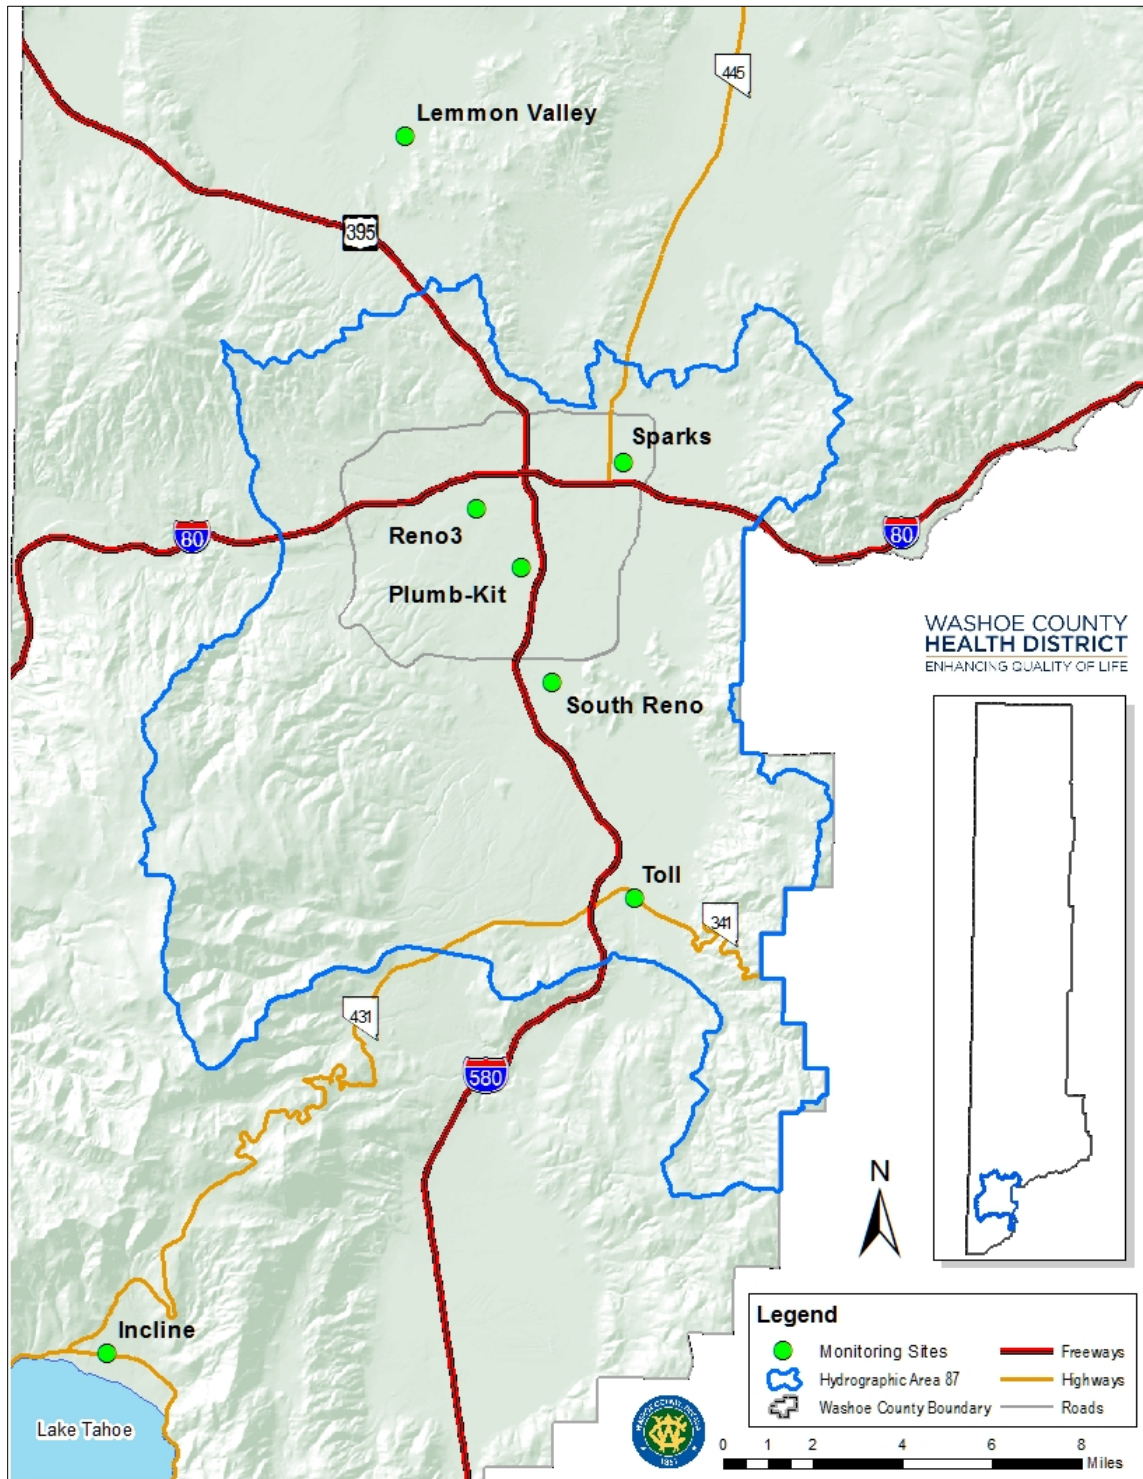 445
Lemmon Valley
395
Sparks
Reno3
80
80
Plumb-Kit
WASHOE COUNTY
HEALTH DISTRICT
ENHANCING QUALITY OF LIFE
South Reno
Toll
341
431
580
N
Incline
Lake Tahoe
Legend
Monitoring Sites
Freeways
Hydrographic Area 87
Highways
Washoe County Boundary
Roads
0 1 2 4 6 8
Miles
1861